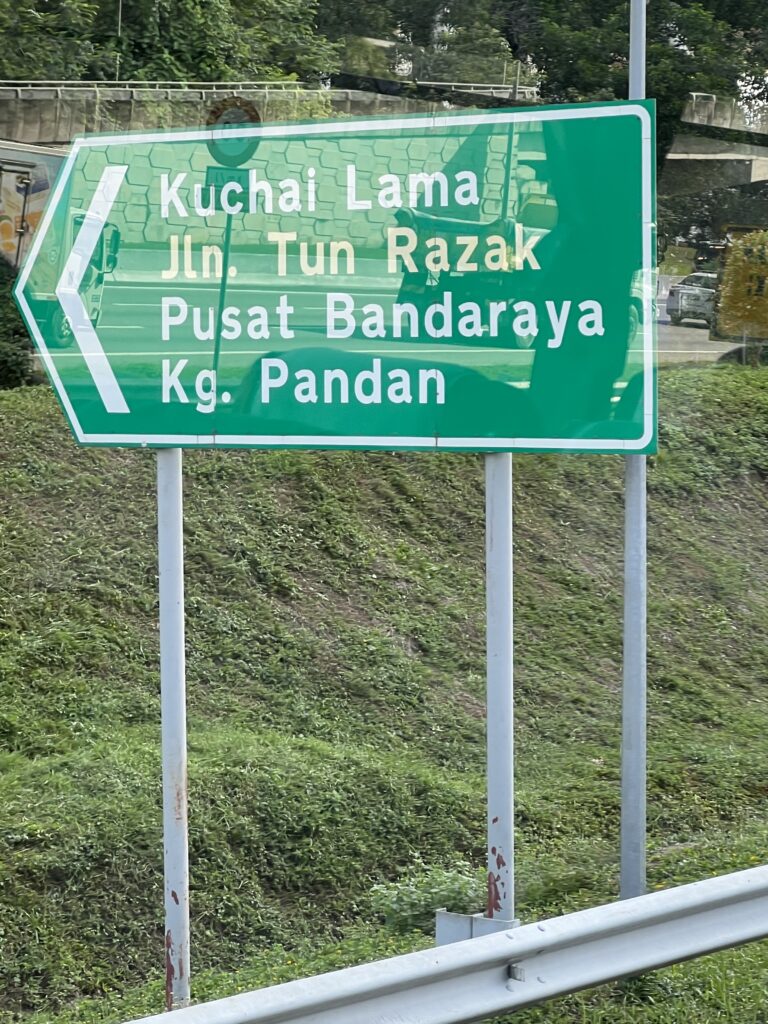 Kuchai Lama
Jln. Tun Razak
Pusat Bandaraya
Kg. Pandan